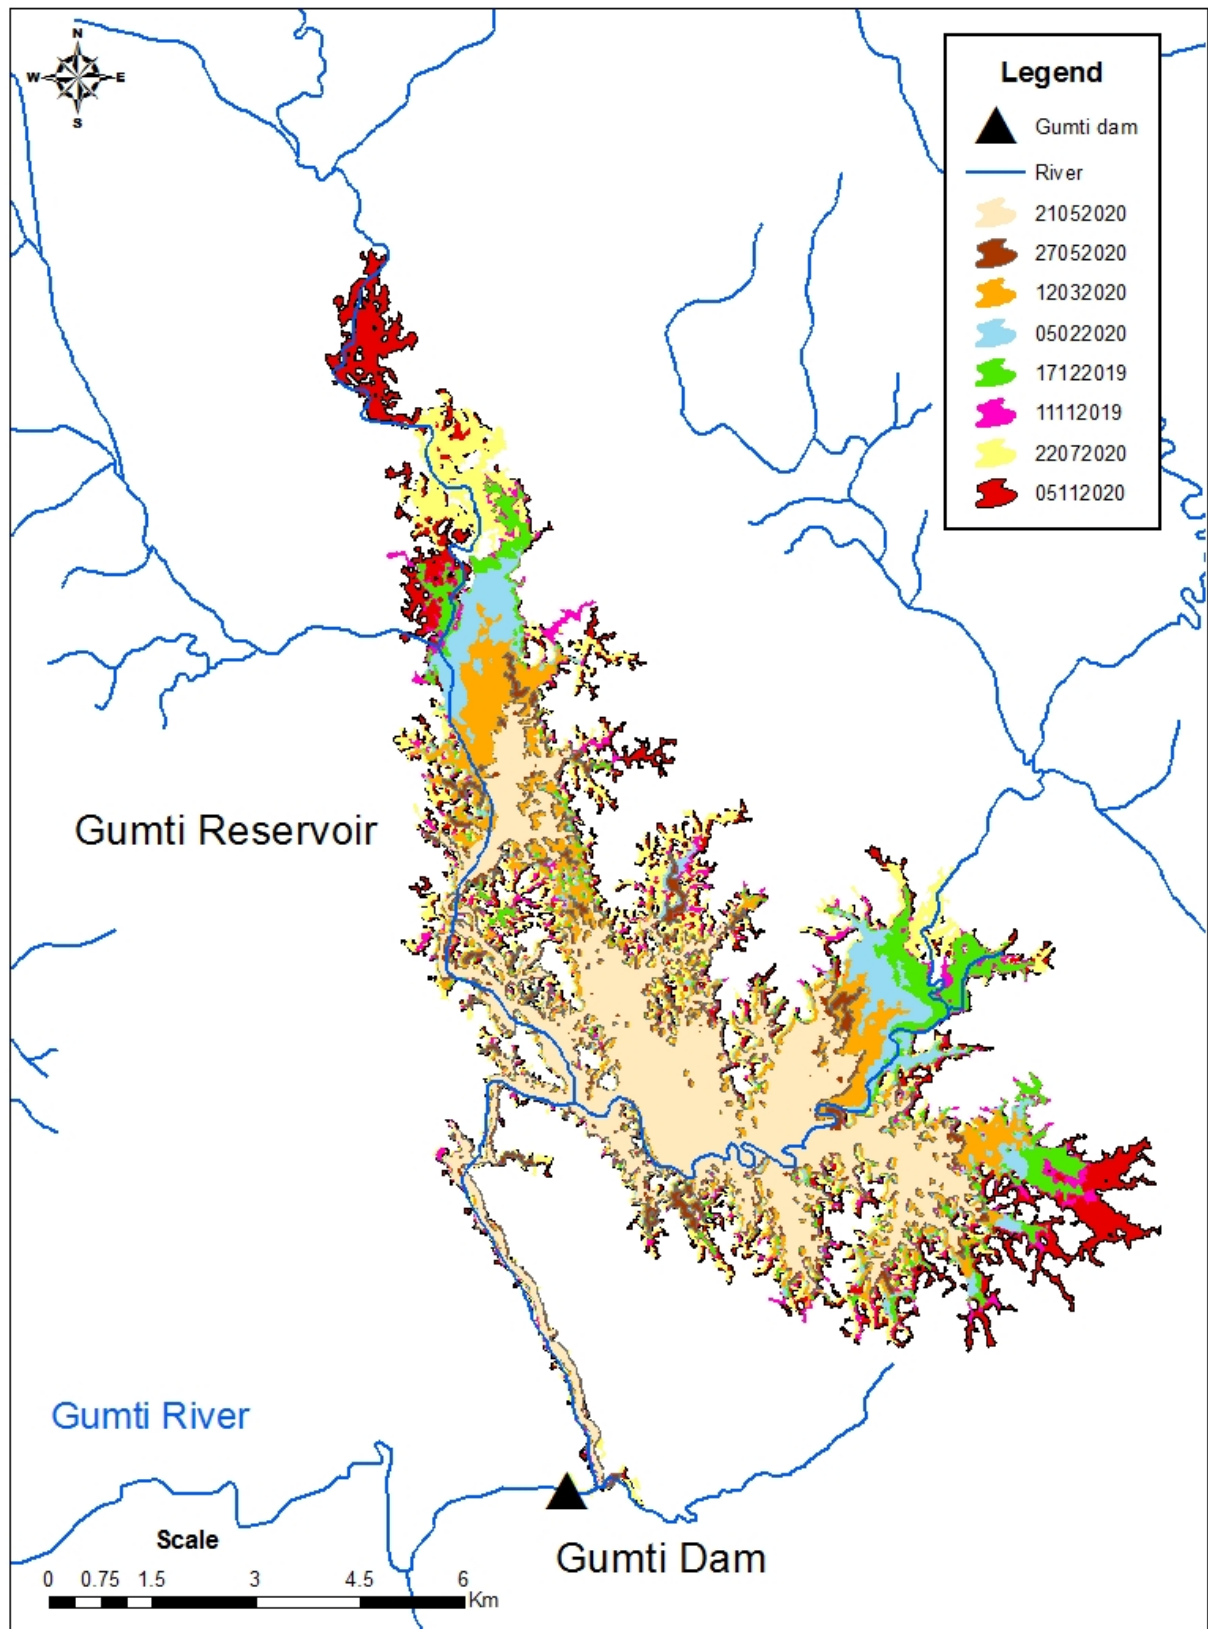 N
W E
S
Legend
Gumti dam
River
21052020
27052020
12032020
05022020
17122019
11112019
22072020
05112020
Gumti Reservoir
Gumti River
Scale
0 0.75 1.5 3 4.5 6
Km
Gumti Dam